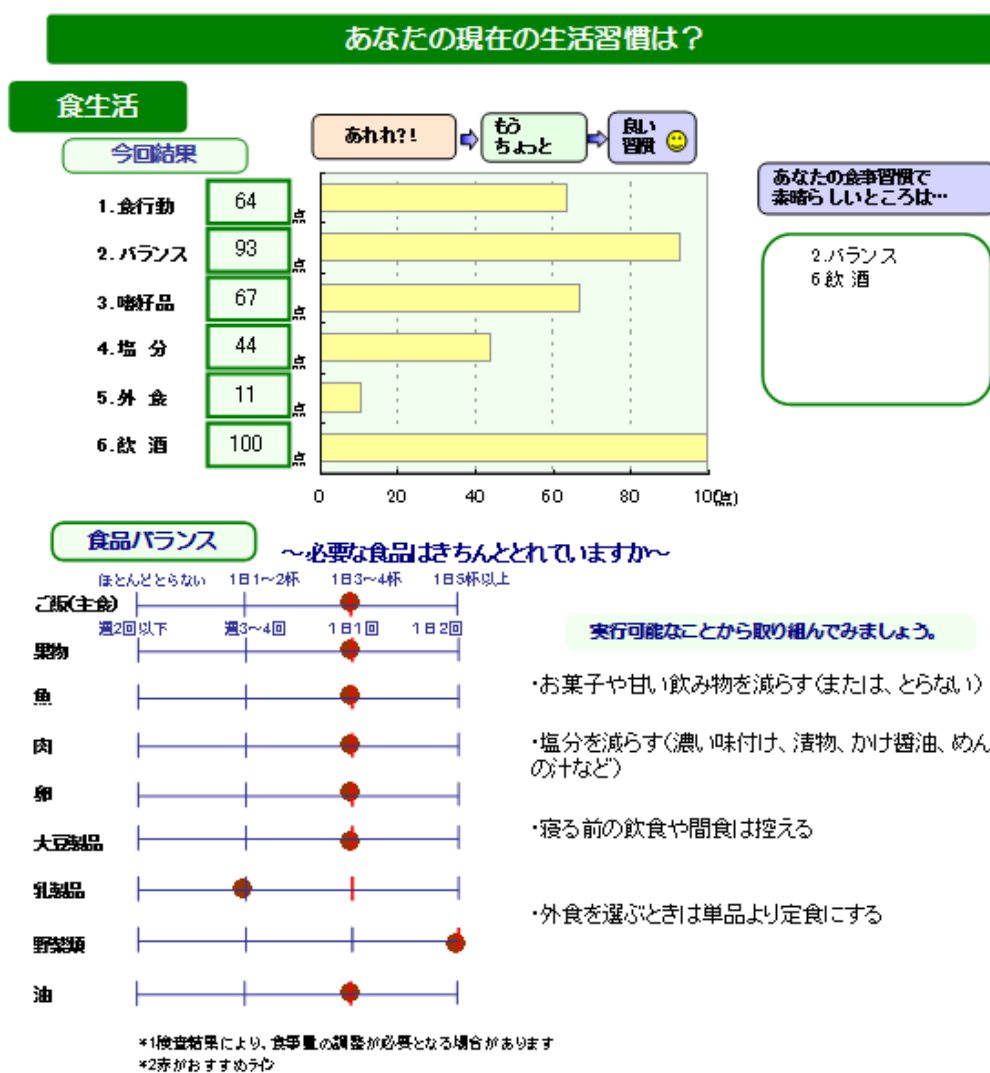 あなたの現在の生活習慣は？
食生活
今回結果
あれれ?!
もう
ちょっと
良い
習慣
1.食行動
64
点
2.バランス
93
点
3.嗜好品
67
点
4.塩 分
44
点
5.外 食
11
点
6.飲 酒
100
点
0
20
40
60
80
100(点)
あなたの食事習慣で
素晴らしいところは…
2.バランス
6.飲 酒
食品バランス
～必要な食品はきちんととれていますか～
ほとんどとらない
1日1～2杯
1日3～4杯
1日5杯以上
ご飯(主食)
週2回以下
週3～4回
1日1回
1日2回
果物
魚
肉
卵
大豆製品
乳製品
野菜類
油
実行可能なことから取り組んでみましょう。
・お菓子や甘い飲み物を減らす(または、とらない)
・塩分を減らす(濃い味付け、漬物、かけ醤油、めん
の汁など)
・寝る前の飲食や間食は控える
・外食を選ぶときは単品より定食にする
*1検査結果により、食事量の調整が必要となる場合があります
*2赤がおすすめライン